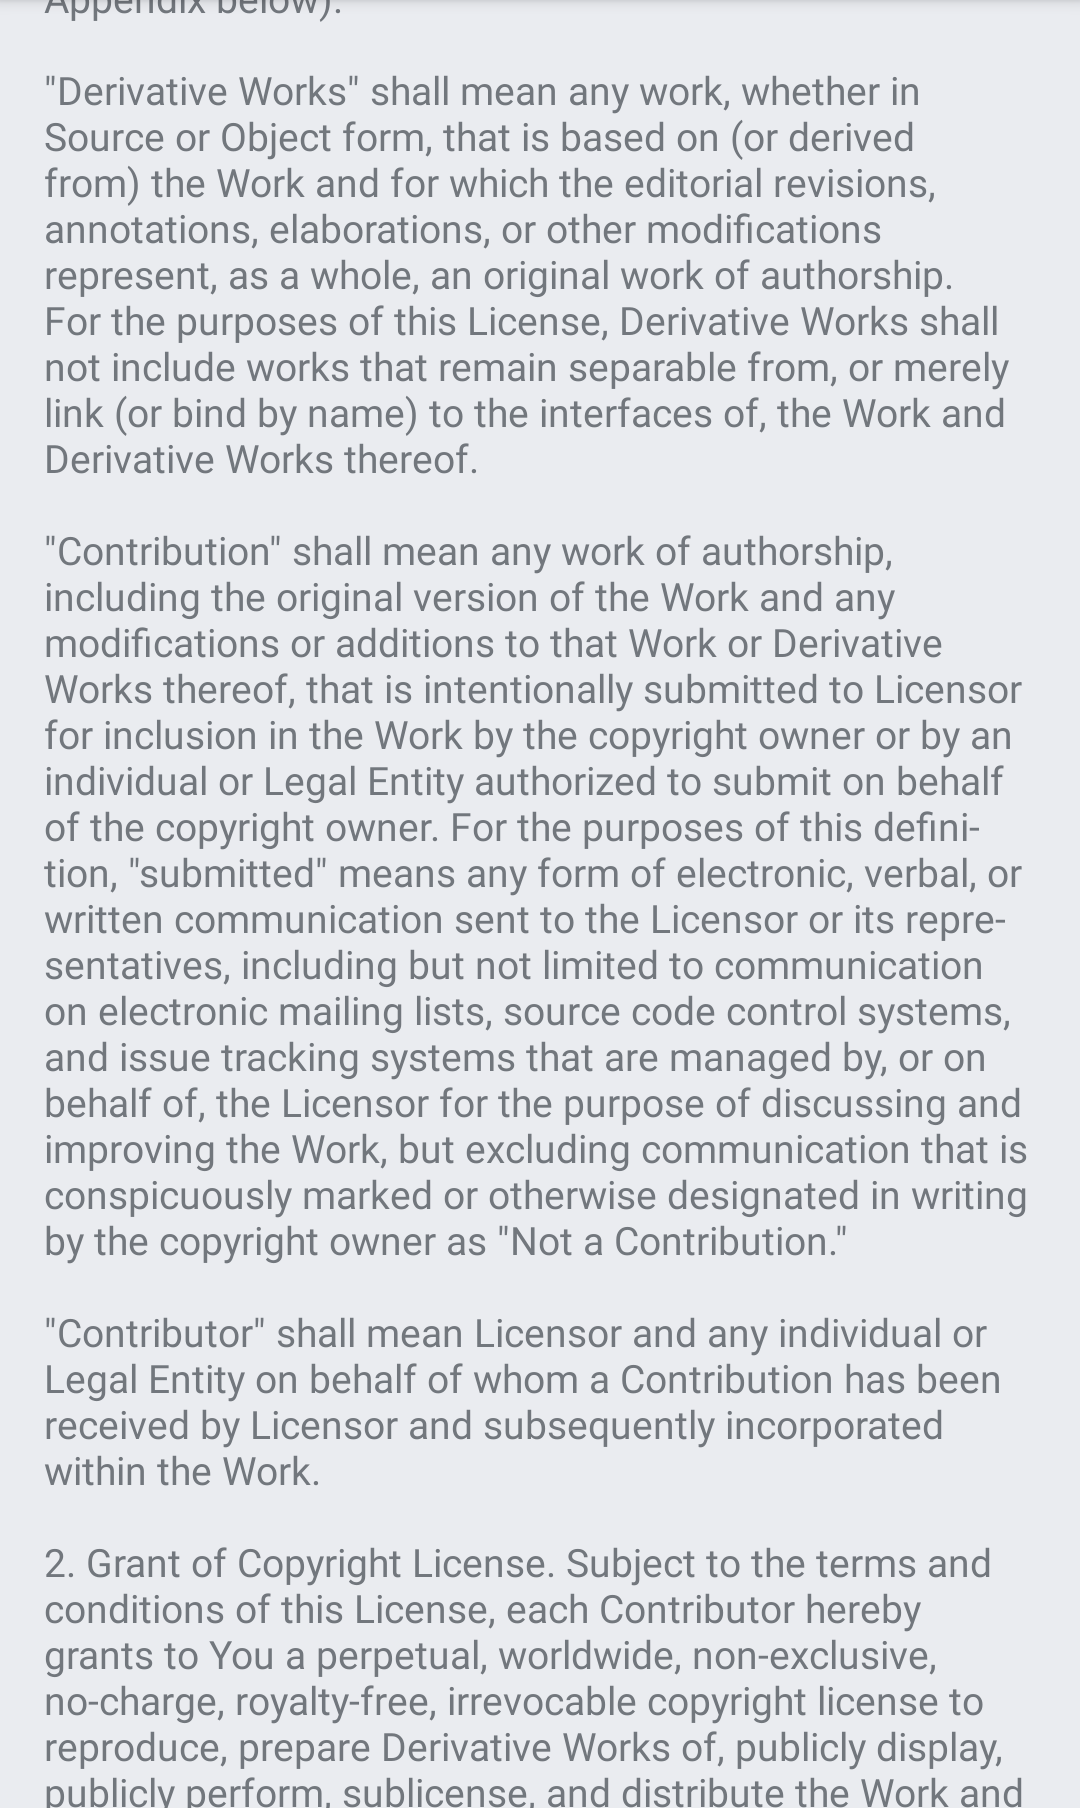 Appendix below).
"Derivative Works" shall mean any work, whether in
Source or Object form, that is based on (or derived
from) the Work and for which the editorial revisions,
annotations, elaborations, or other modifications
represent, as a whole, an original work of authorship.
For the purposes of this License, Derivative Works shall
not include works that remain separable from, or merely
link (or bind by name) to the interfaces of, the Work and
Derivative Works thereof.
"Contribution" shall mean any work of authorship,
including the original version of the Work and any
modifications or additions to that Work or Derivative
Works thereof, that is intentionally submitted to Licensor
for inclusion in the Work by the copyright owner or by an
individual or Legal Entity authorized to submit on behalf
of the copyright owner. For the purposes of this defini-
tion, "submitted" means any form of electronic, verbal, or
written communication sent to the Licensor or its repre-
sentatives, including but not limited to communication
on electronic mailing lists, source code control systems,
and issue tracking systems that are managed by, or on
behalf of, the Licensor for the purpose of discussing and
improving the Work, but excluding communication that is
conspicuously marked or otherwise designated in writing
by the copyright owner as "Not a Contribution."
"Contributor" shall mean Licensor and any individual or
Legal Entity on behalf of whom a Contribution has been
received by Licensor and subsequently incorporated
within the Work.
2. Grant of Copyright License. Subject to the terms and
conditions of this License, each Contributor hereby
grants to You a perpetual, worldwide, non-exclusive,
no-charge, royalty-free, irrevocable copyright license to
reproduce, prepare Derivative Works of, publicly display,
publicly perform, sublicense, and distribute the Work and